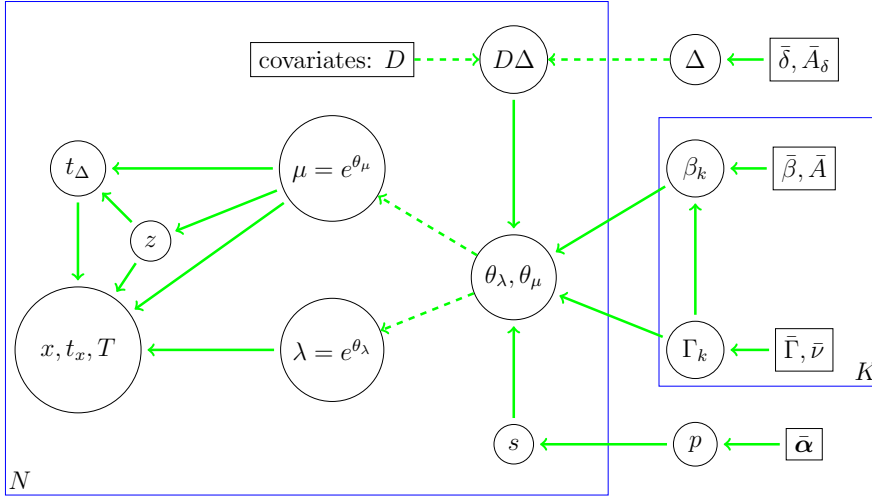 covariates: D
DΔ
Δ
δ̄, Ā_δ
t_Δ
μ = e^{θ_μ}
β_k
β̄, Ā
z
θ_λ, θ_μ
x, t_x, T
λ = e^{θ_λ}
Γ_k
Γ̄, ν̄
K
s
p
ᾱ
N